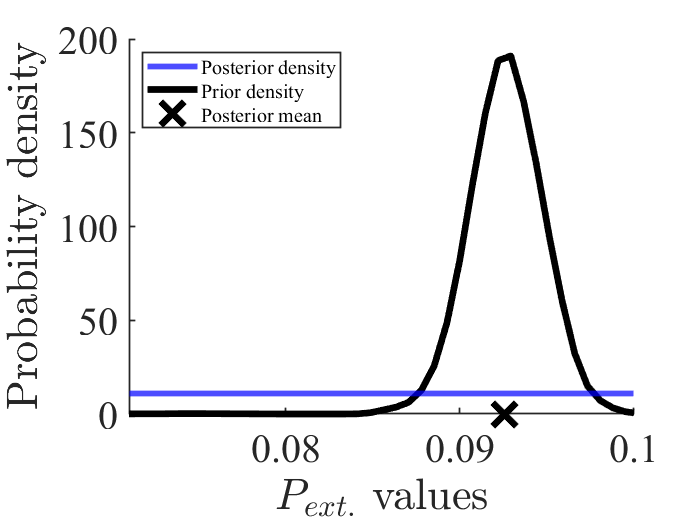 200
150
100
50
0
Probability density
Posterior density
Prior density
Posterior mean
0.08 0.09 0.1
P_ext. values